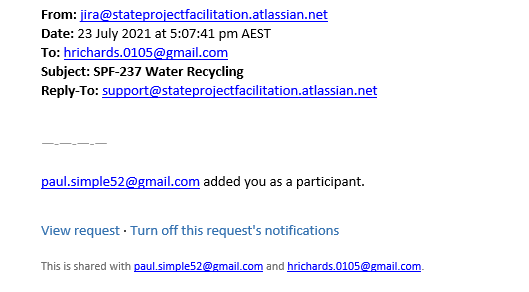 From: jira@stateprojectfacilitation.atlassian.net
Date: 23 July 2021 at 5:07:41 pm AEST
To: hrichards.0105@gmail.com
Subject: SPF-237 Water Recycling
Reply-To: support@stateprojectfacilitation.atlassian.net
—-—-—-—
paul.simple52@gmail.com added you as a participant.
View request · Turn off this request's notifications
This is shared with paul.simple52@gmail.com and hrichards.0105@gmail.com.